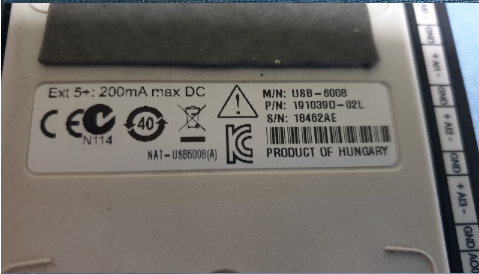 Ext 5+: 200mA max DC
M/N: USB-6008
P/N: 191039D-02L
S/N: 18462AE
CE
N114
40
NAT-USB6008(A)
PRODUCT OF HUNGARY
GND
+ AI1 -
GND
+ AI2 -
GND
+ AI3 -
GND